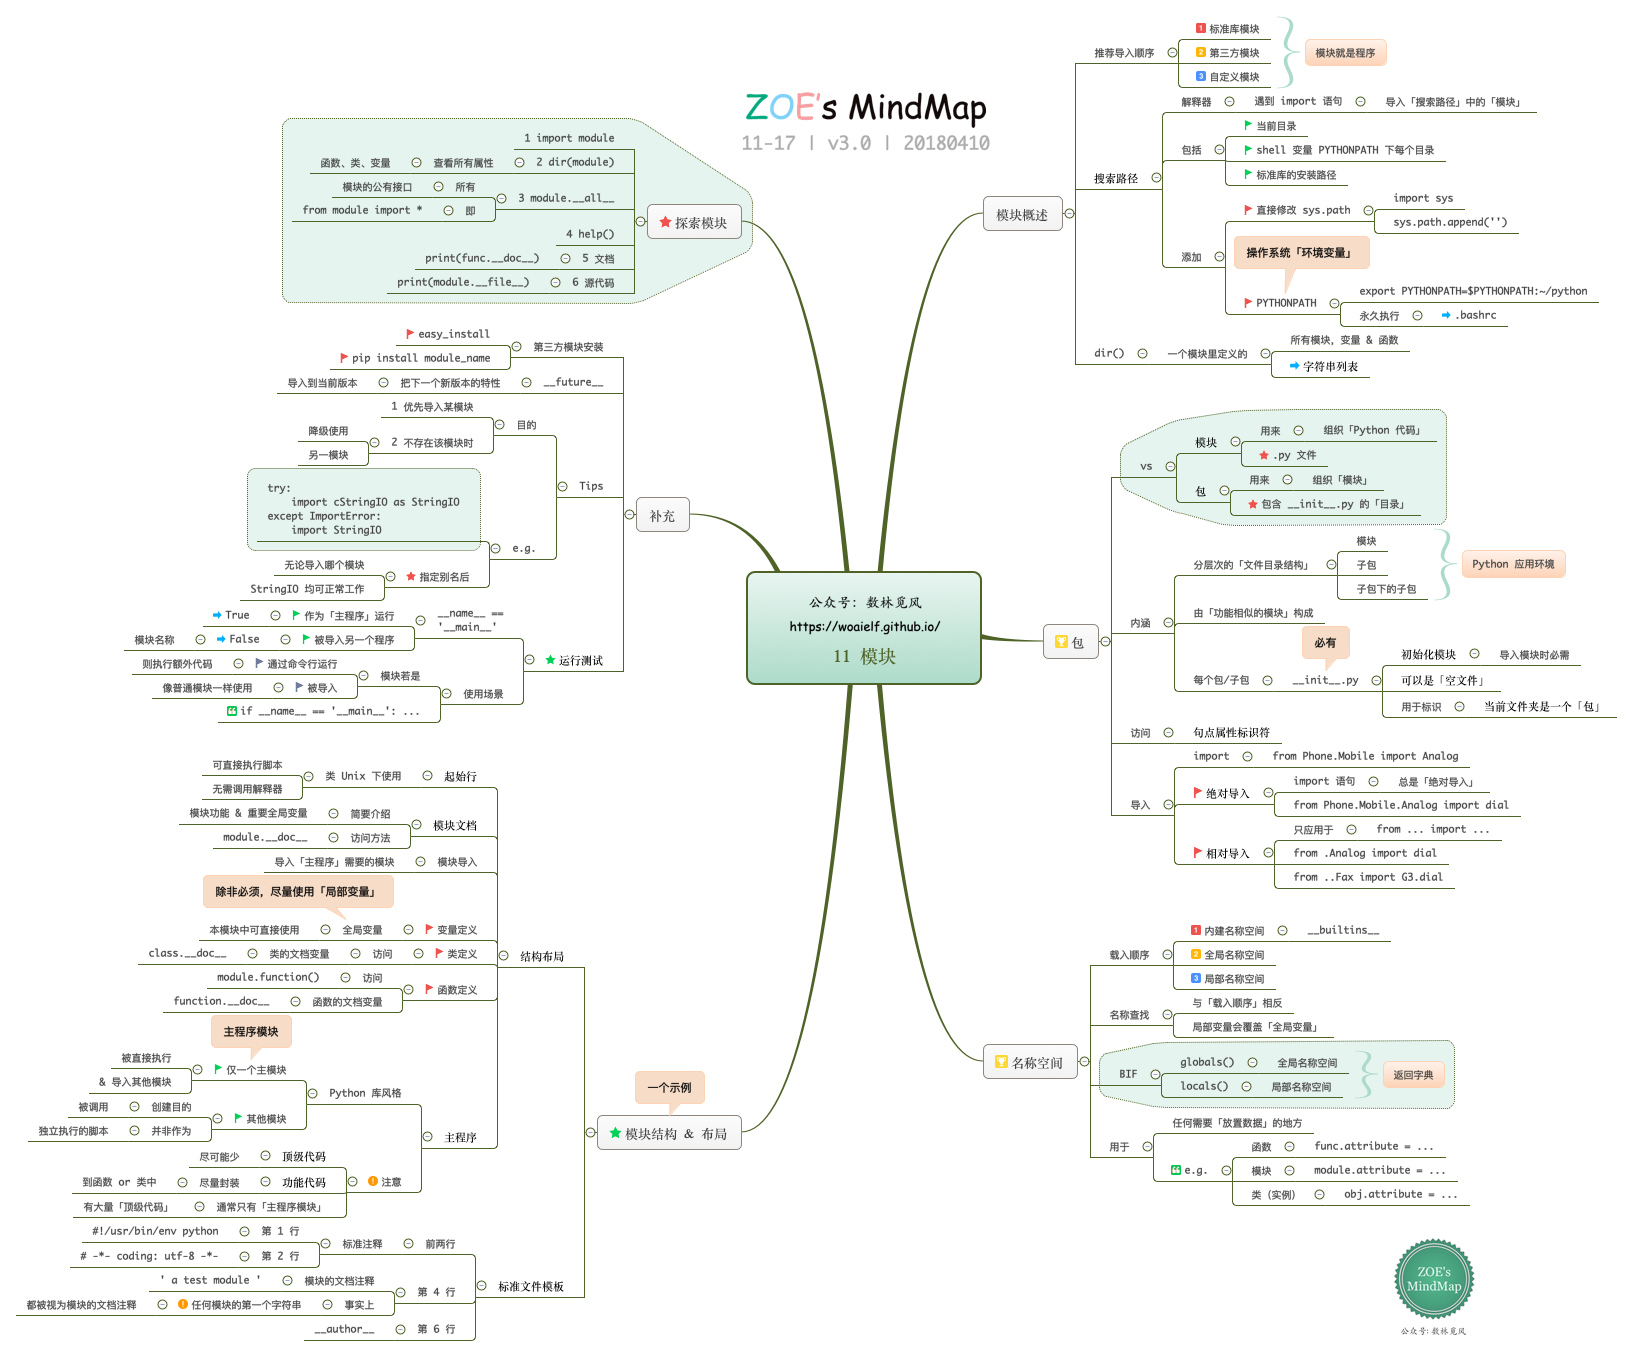 ZOE's MindMap
11-17 | v3.0 | 20180410
公众号：数林觅风
https://woaielf.github.io/
11 模块
模块概述
推荐导入顺序
1 标准库模块
2 第三方模块
3 自定义模块
模块就是程序
搜索路径
解释器
遇到 import 语句
导入「搜索路径」中的「模块」
包括
当前目录
shell 变量 PYTHONPATH 下每个目录
标准库的安装路径
添加
直接修改 sys.path
import sys
sys.path.append('')
操作系统「环境变量」
PYTHONPATH
export PYTHONPATH=$PYTHONPATH:~/python
永久执行
.bashrc
dir()
一个模块里定义的
所有模块，变量 & 函数
字符串列表
包
vs
模块
用来
组织「Python 代码」
.py 文件
包
用来
组织「模块」
包含 __init__.py 的「目录」
内涵
分层次的「文件目录结构」
模块
子包
子包下的子包
Python 应用环境
由「功能相似的模块」构成
必有
每个包/子包
__init__.py
初始化模块
导入模块时必需
可以是「空文件」
用于标识
当前文件夹是一个「包」
访问
句点属性标识符
导入
import
from Phone.Mobile import Analog
绝对导入
import 语句
总是「绝对导入」
from Phone.Mobile.Analog import dial
相对导入
只应用于
from ... import ...
from .Analog import dial
from ..Fax import G3.dial
名称空间
载入顺序
1 内建名称空间
__builtins__
2 全局名称空间
3 局部名称空间
名称查找
与「载入顺序」相反
局部变量会覆盖「全局变量」
BIF
globals()
全局名称空间
locals()
局部名称空间
返回字典
用于
任何需要「放置数据」的地方
e.g.
函数
func.attribute = ...
模块
module.attribute = ...
类（实例）
obj.attribute = ...
探索模块
1 import module
2 dir(module)
查看所有属性
函数、类、变量
3 module.__all__
所有
模块的公有接口
即
from module import *
4 help()
5 文档
print(func.__doc__)
6 源代码
print(module.__file__)
补充
第三方模块安装
easy_install
pip install module_name
__future__
把下一个新版本的特性
导入到当前版本
Tips
目的
1 优先导入某模块
2 不存在该模块时
降级使用
另一模块
e.g.
try:
import cStringIO as StringIO
except ImportError:
import StringIO
指定别名后
无论导入哪个模块
StringIO 均可正常工作
运行测试
__name__ ==
'__main__'
作为「主程序」运行
True
被导入另一个程序
False
模块名称
使用场景
模块若是
通过命令行运行
则执行额外代码
被导入
像普通模块一样使用
if __name__ == '__main__': ...
一个示例
模块结构 & 布局
结构布局
起始行
类 Unix 下使用
可直接执行脚本
无需调用解释器
模块文档
简要介绍
模块功能 & 重要全局变量
访问方法
module.__doc__
模块导入
导入「主程序」需要的模块
除非必须，尽量使用「局部变量」
变量定义
全局变量
本模块中可直接使用
类定义
访问
类的文档变量
class.__doc__
函数定义
访问
module.function()
函数的文档变量
function.__doc__
主程序
主程序模块
Python 库风格
仅一个主模块
被直接执行
& 导入其他模块
其他模块
创建目的
被调用
并非作为
独立执行的脚本
注意
顶级代码
尽可能少
功能代码
尽量封装
到函数 or 类中
通常只有「主程序模块」
有大量「顶级代码」
标准文件模板
前两行
标准注释
第 1 行
#!/usr/bin/env python
第 2 行
# -*- coding: utf-8 -*-
第 4 行
模块的文档注释
' a test module '
事实上
任何模块的第一个字符串
都被视为模块的文档注释
第 6 行
__author__
ZOE's
MindMap
公众号：数林觅风